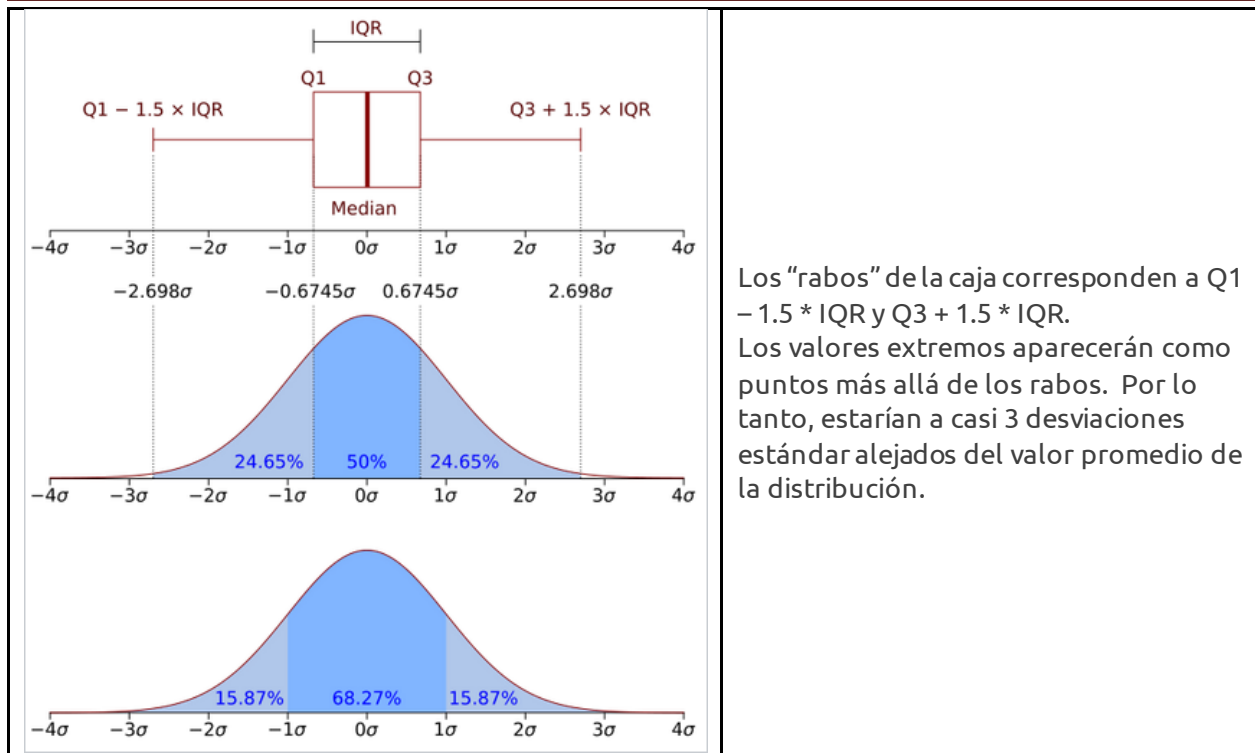 IQR
Q1 Q3
Q1 − 1.5 × IQR Q3 + 1.5 × IQR
Median
−4σ −3σ −2σ −1σ 0σ 1σ 2σ 3σ 4σ
−2.698σ −0.6745σ 0.6745σ 2.698σ
24.65% 50% 24.65%
−4σ −3σ −2σ −1σ 0σ 1σ 2σ 3σ 4σ
15.87% 68.27% 15.87%
−4σ −3σ −2σ −1σ 0σ 1σ 2σ 3σ 4σ
Los “rabos” de la caja corresponden a Q1
– 1.5 * IQR y Q3 + 1.5 * IQR.
Los valores extremos aparecerán como
puntos más allá de los rabos. Por lo
tanto, estarían a casi 3 desviaciones
estándar alejados del valor promedio de
la distribución.